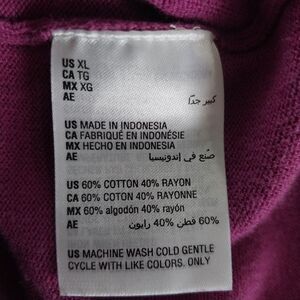 US XL
CA TG
MX XG
AE كبير جدًا
US MADE IN INDONESIA
CA FABRIQUÉ EN INDONÉSIE
MX HECHO EN INDONESIA
AE صُنع في إندونيسيا
US 60% COTTON 40% RAYON
CA 60% COTON 40% RAYONNE
MX 60% algodón 40% rayón
AE 60% قطن 40% رايون
US MACHINE WASH COLD GENTLE
CYCLE WITH LIKE COLORS. ONLY